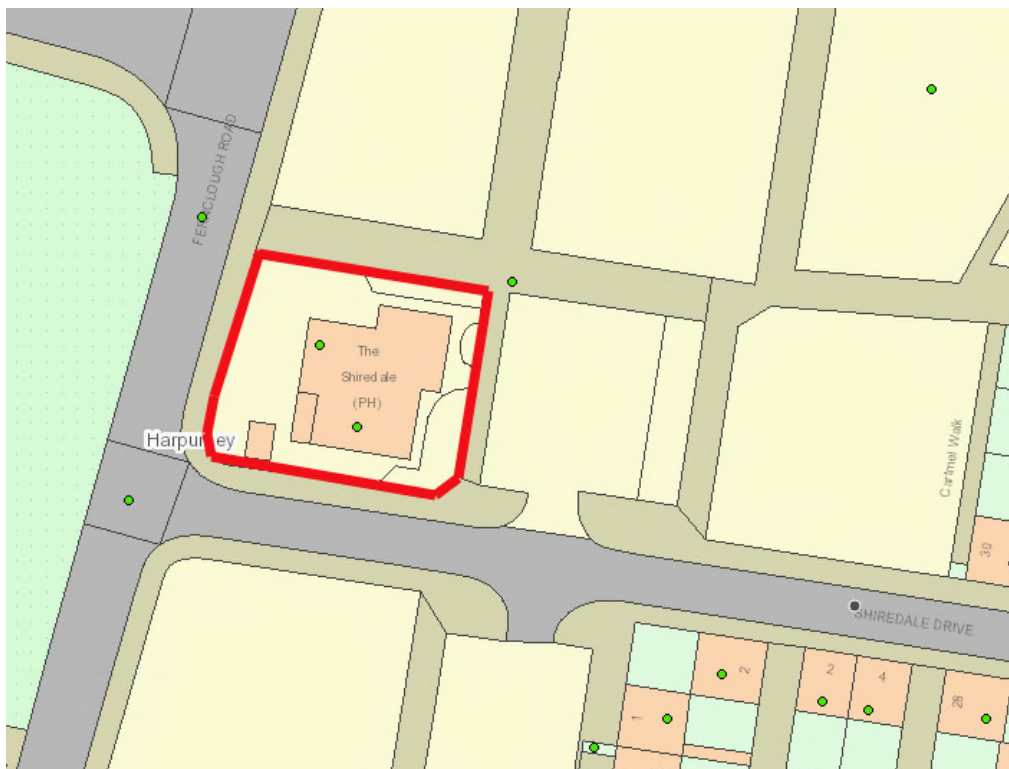 FERNCLOUGH ROAD
The
Shiredale
(PH)
Harpurhey
Cartmel Walk
30
SHIREDALE DRIVE
2
1
2
4
28